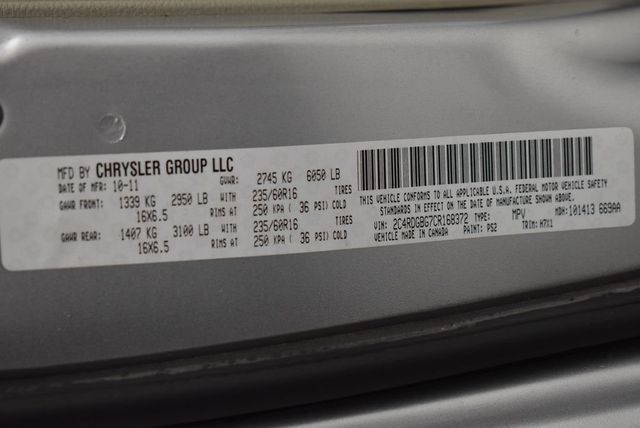 MFD BY CHRYSLER GROUP LLC
DATE OF MFR: 10-11 GVWR: 2745 KG 6050 LB
GAWR FRONT: 1339 KG 2950 LB WITH 235/60R16 TIRES
16X6.5 RIMS AT 250 KPA ( 36 PSI) COLD
GAWR REAR: 1407 KG 3100 LB WITH 235/60R16 TIRES
16X6.5 RIMS AT 250 KPA ( 36 PSI) COLD
THIS VEHICLE CONFORMS TO ALL APPLICABLE U.S.A. FEDERAL MOTOR VEHICLE SAFETY
STANDARDS IN EFFECT ON THE DATE OF MANUFACTURE SHOWN ABOVE.
VIN: 2C4RDGBG7CR168372 TYPE: MPV MDH: 101413 669AA
VEHICLE MADE IN CANADA PAINT: PS2 TRIM: H7X1